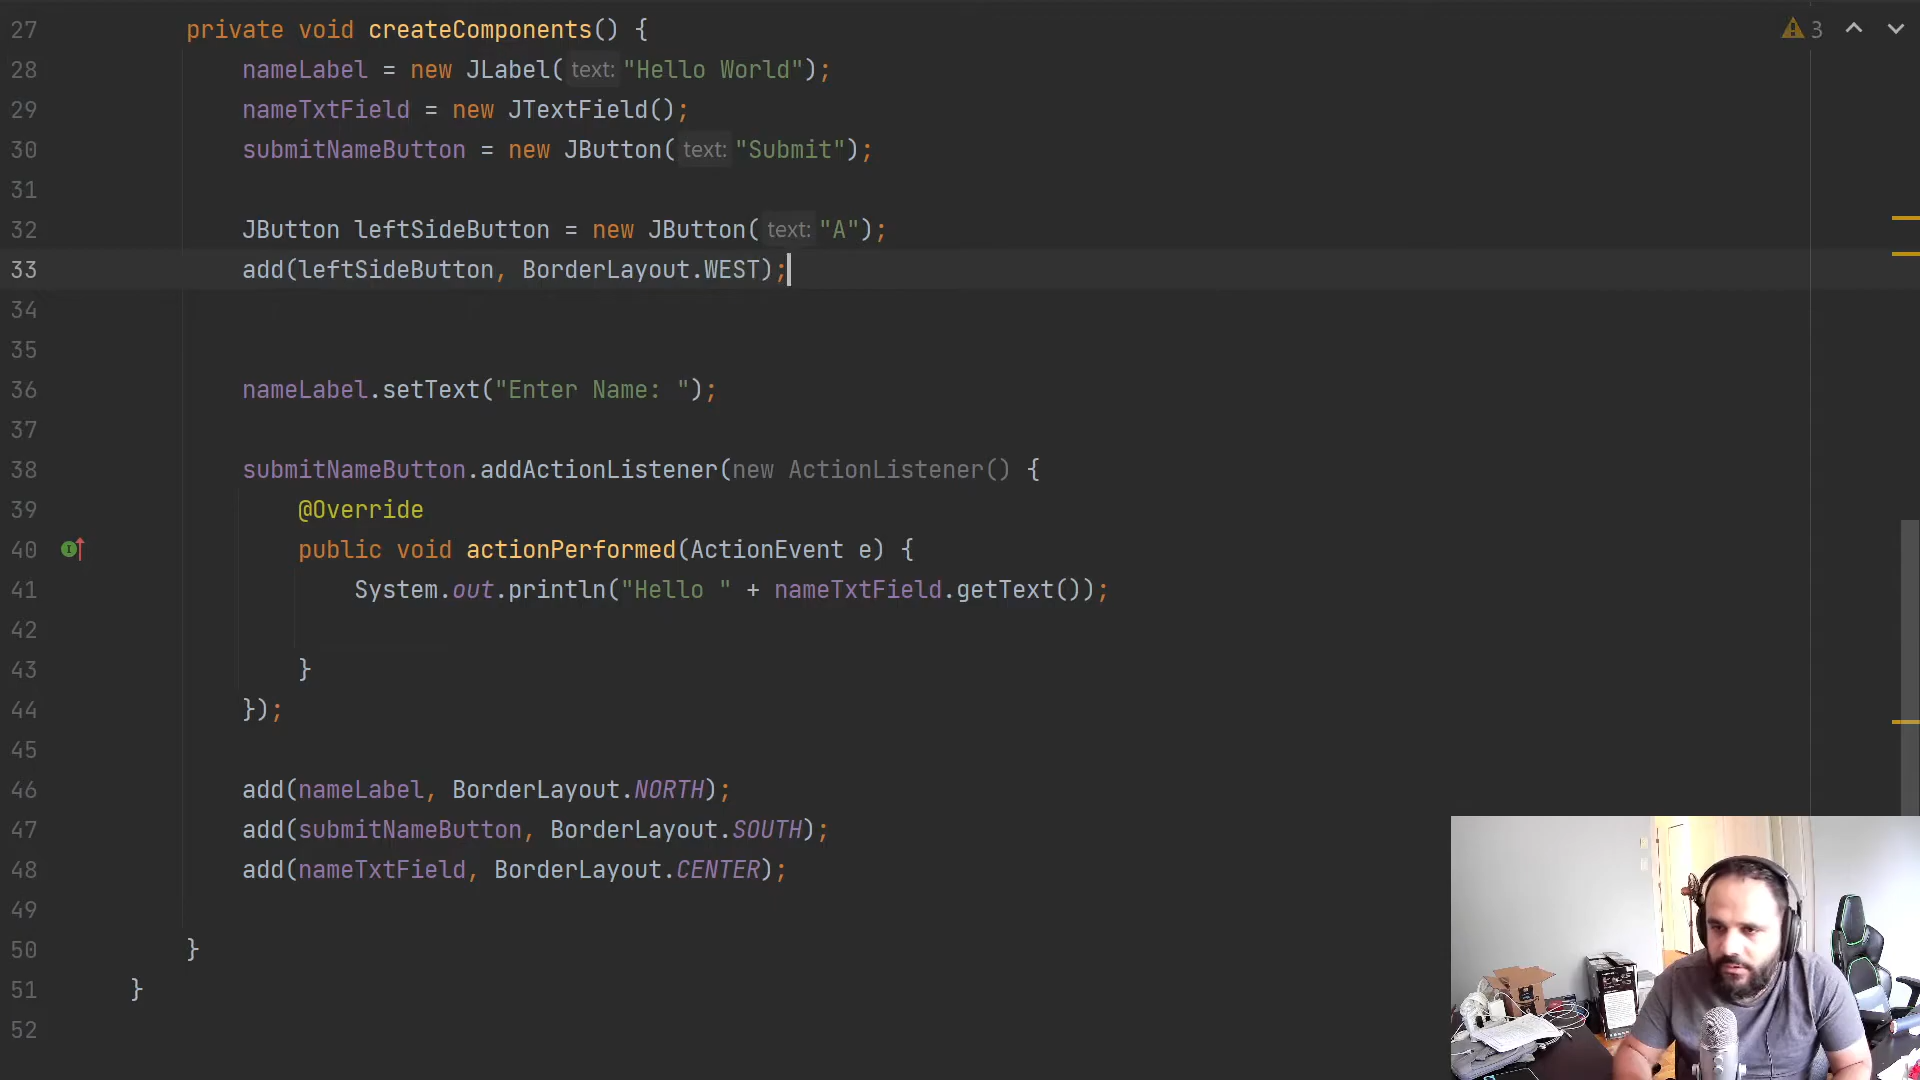 27 private void createComponents() {
28 nameLabel = new JLabel( text: "Hello World");
29 nameTxtField = new JTextField();
30 submitNameButton = new JButton( text: "Submit");
31
32 JButton leftSideButton = new JButton( text: "A");
33 add(leftSideButton, BorderLayout.WEST);
34
35
36 nameLabel.setText("Enter Name: ");
37
38 submitNameButton.addActionListener(new ActionListener() {
39 @Override
40 public void actionPerformed(ActionEvent e) {
41 System.out.println("Hello " + nameTxtField.getText());
42
43 }
44 });
45
46 add(nameLabel, BorderLayout.NORTH);
47 add(submitNameButton, BorderLayout.SOUTH);
48 add(nameTxtField, BorderLayout.CENTER);
49
50 }
51 }
52
3